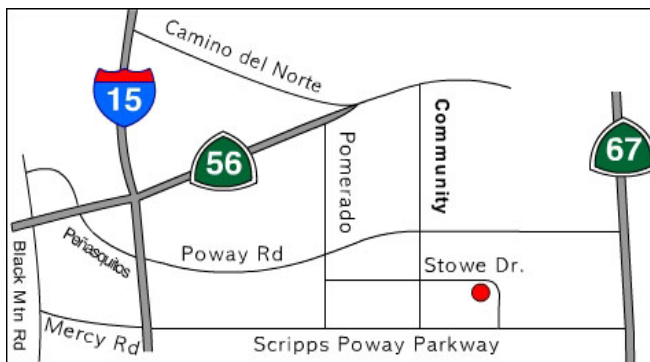 Camino del Norte
15
56
67
Community
Pomerado
Black Mtn Rd
Peñasquitos
Poway Rd
Stowe Dr.
Mercy Rd
Scripps Poway Parkway